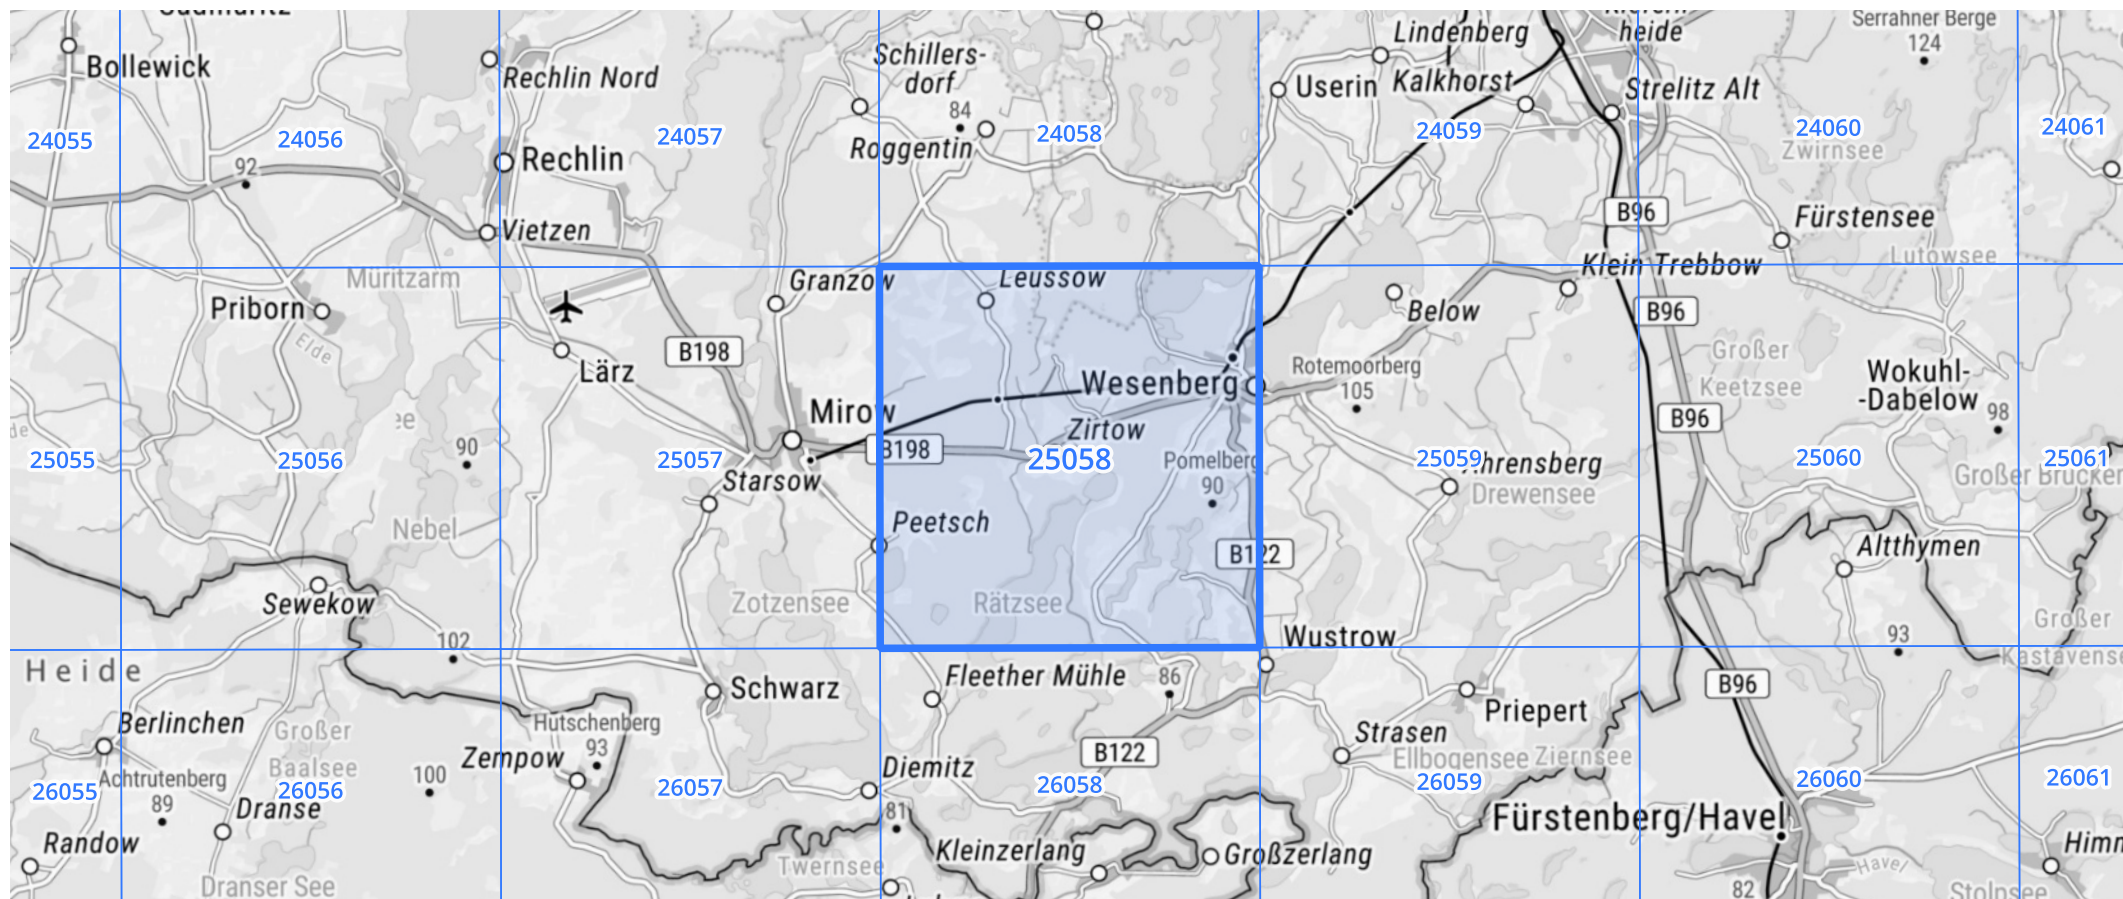 Lindenberg
heide
Serrahner Berge
124
Schillers-
dorf
Bollewick
Rechlin Nord
Userin
Kalkhorst
Strelitz Alt
84
24055
24056
24057
24058
24059
24060
24061
Roggentin
Zwirnsee
92
Rechlin
B96
Fürstensee
Vietzen
Lutowsee
Müritzarm
Granzow
Leussow
Klein Trebbow
Priborn
Below
B96
Elde
B198
Großer
Keetzsee
Lärz
Wesenberg
Rotemoorberg
105
Wokuhl-
-Dabelow
98
Mirow
B96
Zirtow
90
B198
25055
25056
25057
25058
25059
25060
25061
Pomelberg
90
Ahrensberg
Drewensee
Großer Brücken
Starsow
Nebel
Peetsch
B122
Altthymen
Sewekow
Zotzensee
Rätzsee
Großer
Kastavense
102
Wustrow
93
Heide
Schwarz
Fleether Mühle
86
B96
Priepert
Berlinchen
Großer
Baalsee
Hütschenberg
93
Zempow
B122
Strasen
Ellbogensee
Ziernsee
Achtrutenberg
89
100
Diemitz
26055
26056
26057
26058
26059
26060
26061
Dranse
81
Fürstenberg/Havel
Randow
Kleinzerlang
Großzerlang
Himm
Twernsee
Havel
Dranser See
82
Stolpsee